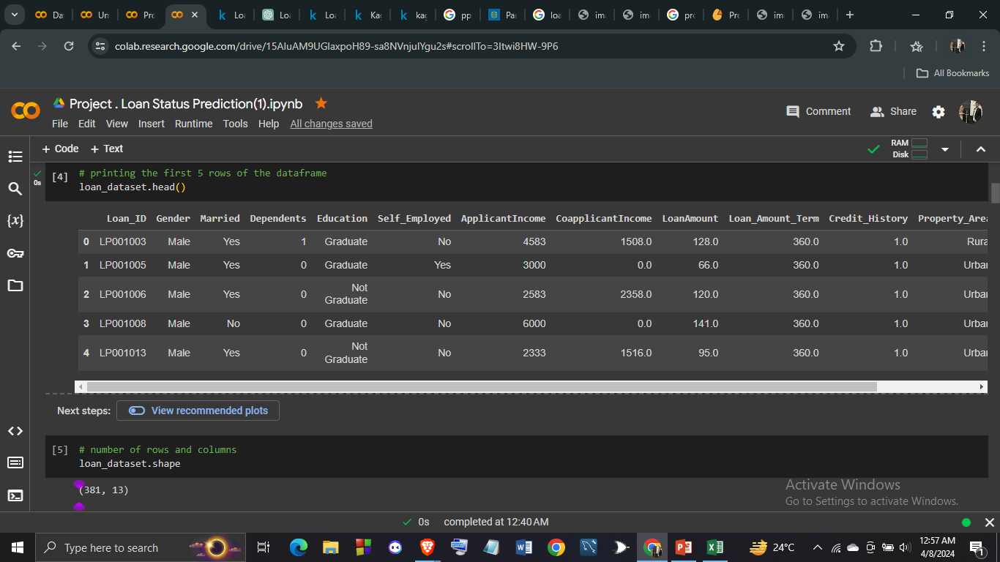 Da
Un
Pro
Loa
Loa
Loa
Kag
kag
pp
Pa
loa
ima
ima
pro
Pro
ima
ima
colab.research.google.com/drive/15AIuAM9UGIaxpoH89-sa8NVnjuIYgu2s#scrollTo=3Itwi8HW-9P6
All Bookmarks
Project . Loan Status Prediction(1).ipynb
File Edit View Insert Runtime Tools Help All changes saved
Comment Share
+ Code + Text
RAM
Disk
0s
[4] # printing the first 5 rows of the dataframe
loan_dataset.head()
Loan_ID Gender Married Dependents Education Self_Employed ApplicantIncome CoapplicantIncome LoanAmount Loan_Amount_Term Credit_History Property_Area
0 LP001003 Male Yes 1 Graduate No 4583 1508.0 128.0 360.0 1.0 Rura
1 LP001005 Male Yes 0 Graduate Yes 3000 0.0 66.0 360.0 1.0 Urbar
2 LP001006 Male Yes 0 Not Graduate No 2583 2358.0 120.0 360.0 1.0 Urbar
3 LP001008 Male No 0 Graduate No 6000 0.0 141.0 360.0 1.0 Urbar
4 LP001013 Male Yes 0 Not Graduate No 2333 1516.0 95.0 360.0 1.0 Urbar
Next steps: View recommended plots
[5] # number of rows and columns
loan_dataset.shape
(381, 13)
Activate Windows
Go to Settings to activate Windows.
0s completed at 12:40 AM
Type here to search
24°C
12:57 AM
4/8/2024
1